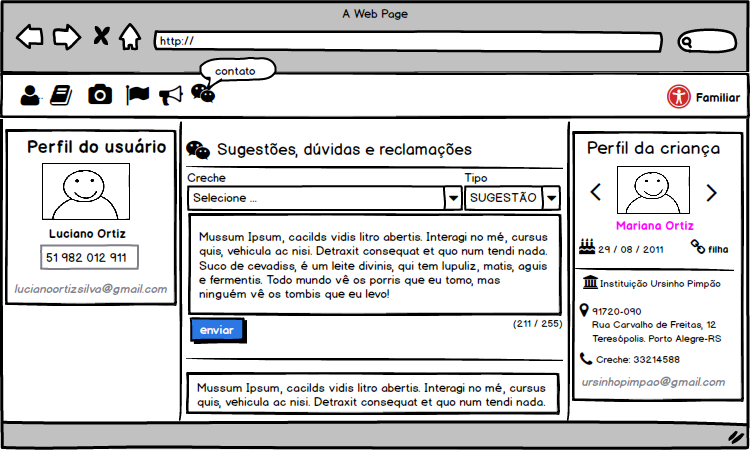 A Web Page
http://
contato
Familiar
Perfil do usuário
Luciano Ortiz
51 982 012 911
lucianoortizsilva@gmail.com
Sugestões, dúvidas e reclamações
Creche
Tipo
Selecione ...
SUGESTÃO
Mussum Ipsum, cacilds vidis litro abertis. Interagi no mé, cursus
quis, vehicula ac nisi. Detraxit consequat et quo num tendi nada.
Suco de cevadiss, é um leite divinis, qui tem lupuliz, matis, aguis
e fermentis. Todo mundo vê os porris que eu tomo, mas
ninguém vê os tombis que eu levo!
enviar
(211 / 255)
Mussum Ipsum, cacilds vidis litro abertis. Interagi no mé, cursus
quis, vehicula ac nisi. Detraxit consequat et quo num tendi nada.
Perfil da criança
Mariana Ortiz
29 / 08 / 2011
filha
Instituição Ursinho Pimpão
91720-090
Rua Carvalho de Freitas, 12
Teresópolis. Porto Alegre-RS
Creche: 33214588
ursinhopimpao@gmail.com